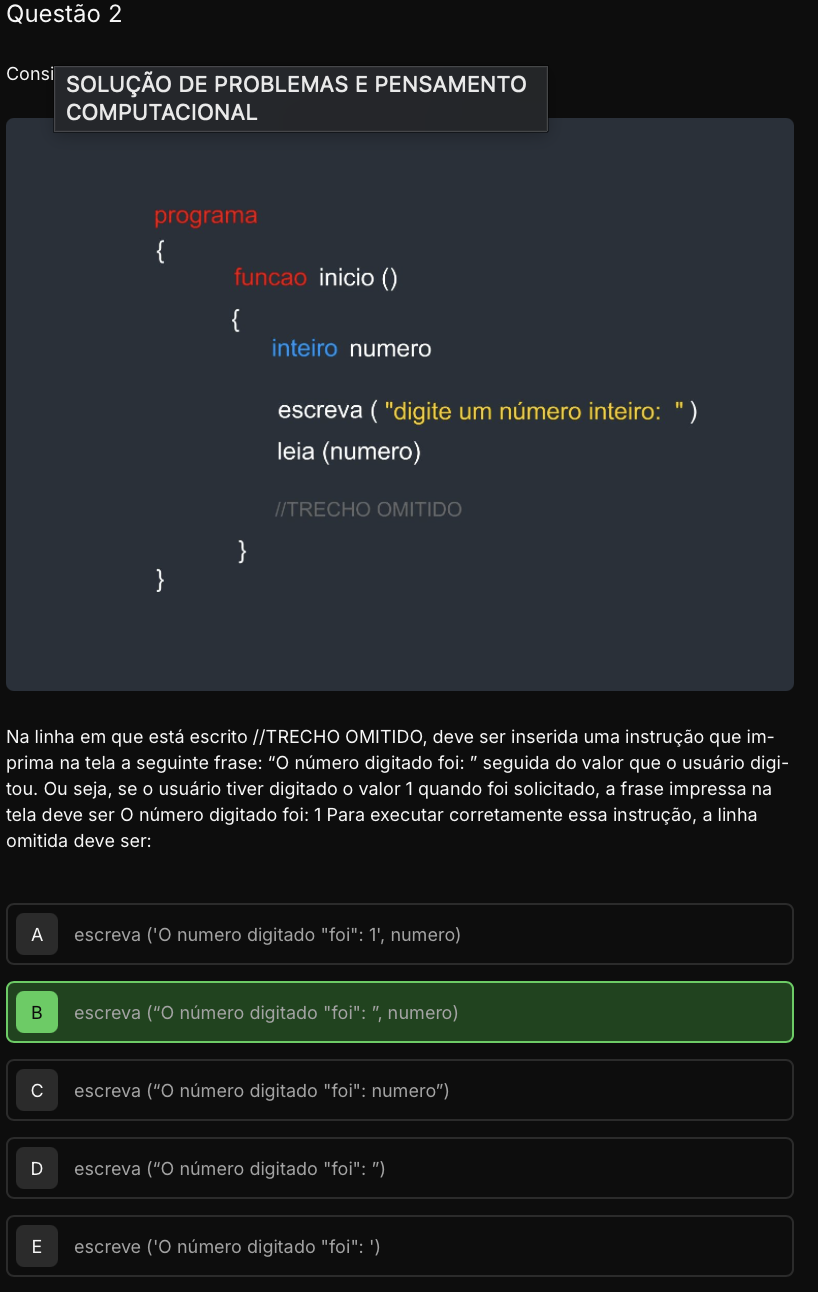 Questão 2
Consi
SOLUÇÃO DE PROBLEMAS E PENSAMENTO
COMPUTACIONAL
programa
{
funcao inicio ()
{
inteiro numero
escreva ( "digite um número inteiro: " )
leia (numero)
//TRECHO OMITIDO
}
}
Na linha em que está escrito //TRECHO OMITIDO, deve ser inserida uma instrução que im-
prima na tela a seguinte frase: “O número digitado foi: ” seguida do valor que o usuário digi-
tou. Ou seja, se o usuário tiver digitado o valor 1 quando foi solicitado, a frase impressa na
tela deve ser O número digitado foi: 1 Para executar corretamente essa instrução, a linha
omitida deve ser:
A escreva ('O numero digitado "foi": 1', numero)
B escreva (“O número digitado "foi": ”, numero)
C escreva (“O número digitado "foi": numero”)
D escreva (“O número digitado "foi": ”)
E escreve ('O número digitado "foi": ')